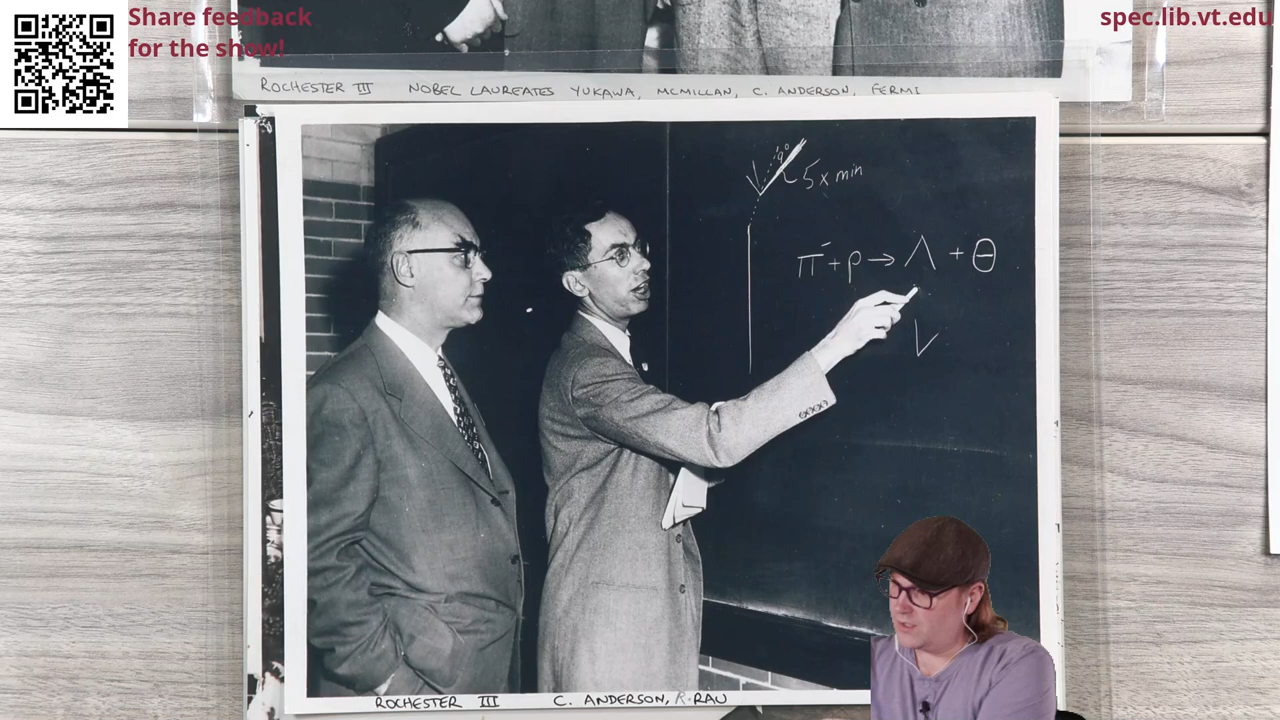 Share feedback
for the show!
spec.lib.vt.edu
ROCHESTER III NOBEL LAUREATES YUKAWA, MCMILLAN, C. ANDERSON, FERMI
9°
5 x min
π⁻ + p → Λ + Θ
V
ROCHESTER III C. ANDERSON, R. RAU